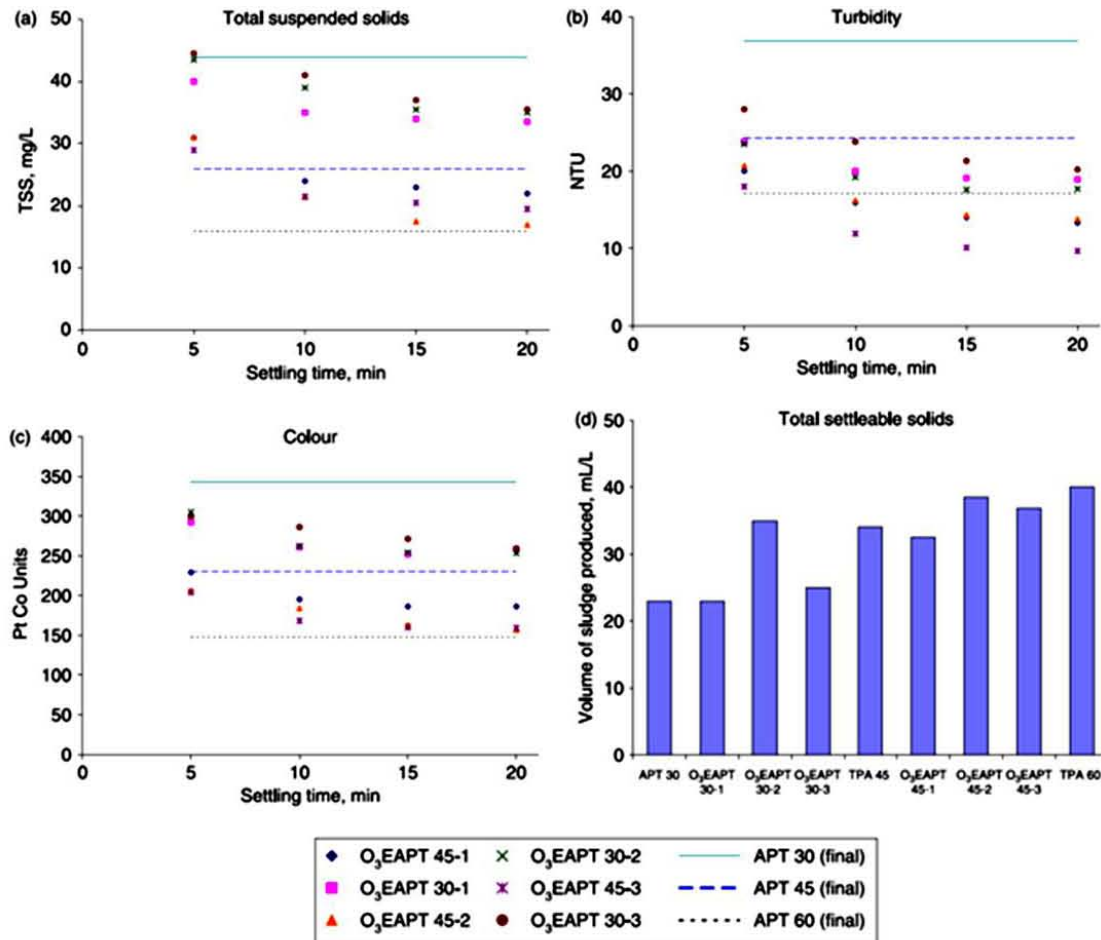 (a) Total suspended solids
50
40
30
20
10
0
TSS, mg/L
0 5 10 15 20
Settling time, min
(b) Turbidity
40
30
20
10
0
NTU
0 5 10 15 20
Settling time, min
(c) Colour
400
350
300
250
200
150
100
50
0
Pt Co Units
0 5 10 15 20
Settling time, min
(d) Total settleable solids
50
40
30
20
10
0
Volume of sludge produced, mL/L
APT 30 O₃EAPT O₃EAPT O₃EAPT TPA 45 O₃EAPT O₃EAPT O₃EAPT TPA 60
30-1 30-2 30-3 45-1 45-2 45-3
O₃EAPT 45-1 O₃EAPT 30-2 APT 30 (final)
O₃EAPT 30-1 O₃EAPT 45-3 APT 45 (final)
O₃EAPT 45-2 O₃EAPT 30-3 APT 60 (final)